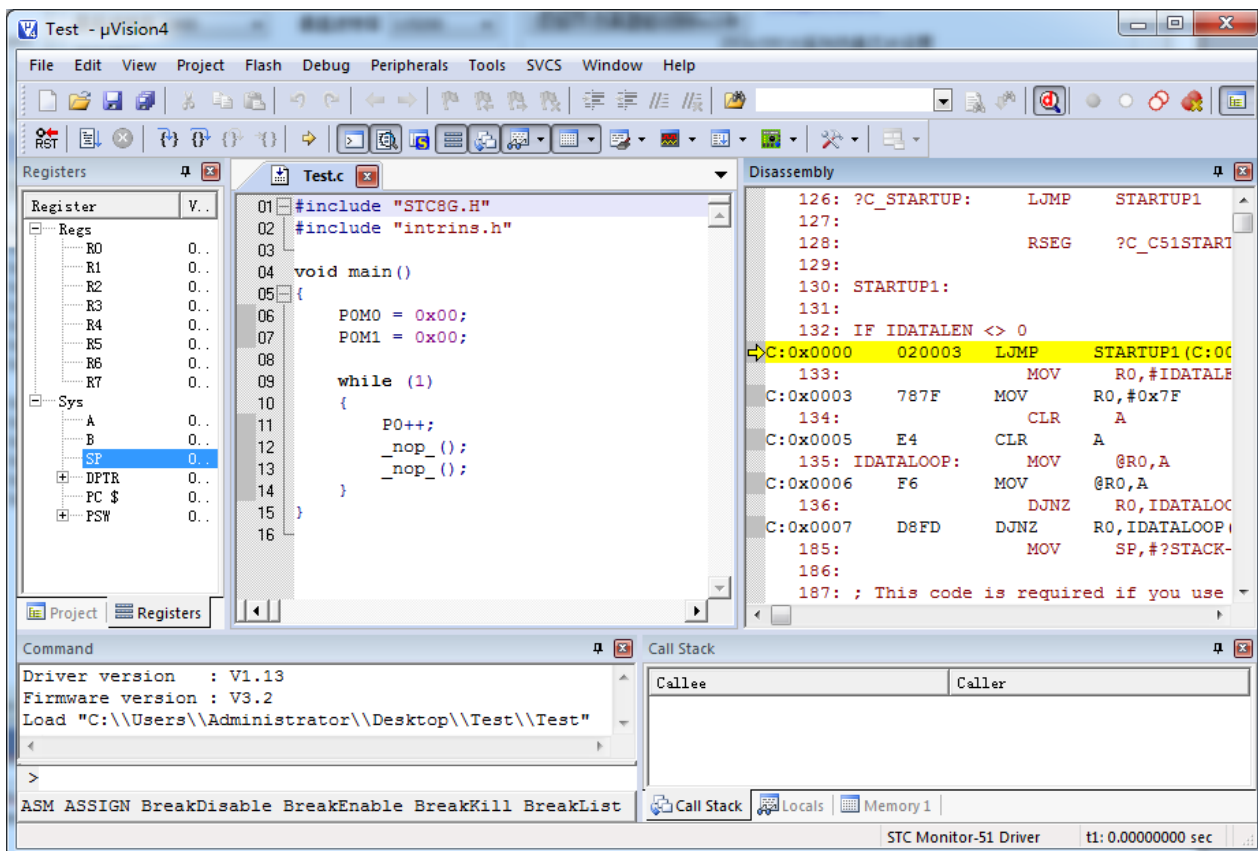 Test - µVision4
File Edit View Project Flash Debug Peripherals Tools SVCS Window Help
RST
Registers
Register V..
Regs
R0 0..
R1 0..
R2 0..
R3 0..
R4 0..
R5 0..
R6 0..
R7 0..
Sys
A 0..
B 0..
SP 0..
DPTR 0..
PC $ 0..
PSW 0..
Project Registers
Test.c
01 #include "STC8G.H"
02 #include "intrins.h"
03
04 void main()
05 {
06 P0M0 = 0x00;
07 P0M1 = 0x00;
08
09 while (1)
10 {
11 P0++;
12 _nop_();
13 _nop_();
14 }
15 }
16
Disassembly
126: ?C_STARTUP: LJMP STARTUP1
127:
128: RSEG ?C_C51START
129:
130: STARTUP1:
131:
132: IF IDATALEN <> 0
C:0x0000 020003 LJMP STARTUP1(C:00
133: MOV R0,#IDATALE
C:0x0003 787F MOV R0,#0x7F
134: CLR A
C:0x0005 E4 CLR A
135: IDATALOOP: MOV @R0,A
C:0x0006 F6 MOV @R0,A
136: DJNZ R0,IDATALOO
C:0x0007 D8FD DJNZ R0,IDATALOOP(
185: MOV SP,#?STACK-
186:
187: ; This code is required if you use
Command
Driver version : V1.13
Firmware version : V3.2
Load "C:\\Users\\Administrator\\Desktop\\Test\\Test"
>
ASM ASSIGN BreakDisable BreakEnable BreakKill BreakList
Call Stack
Callee Caller
Call Stack Locals Memory 1
STC Monitor-51 Driver t1: 0.00000000 sec